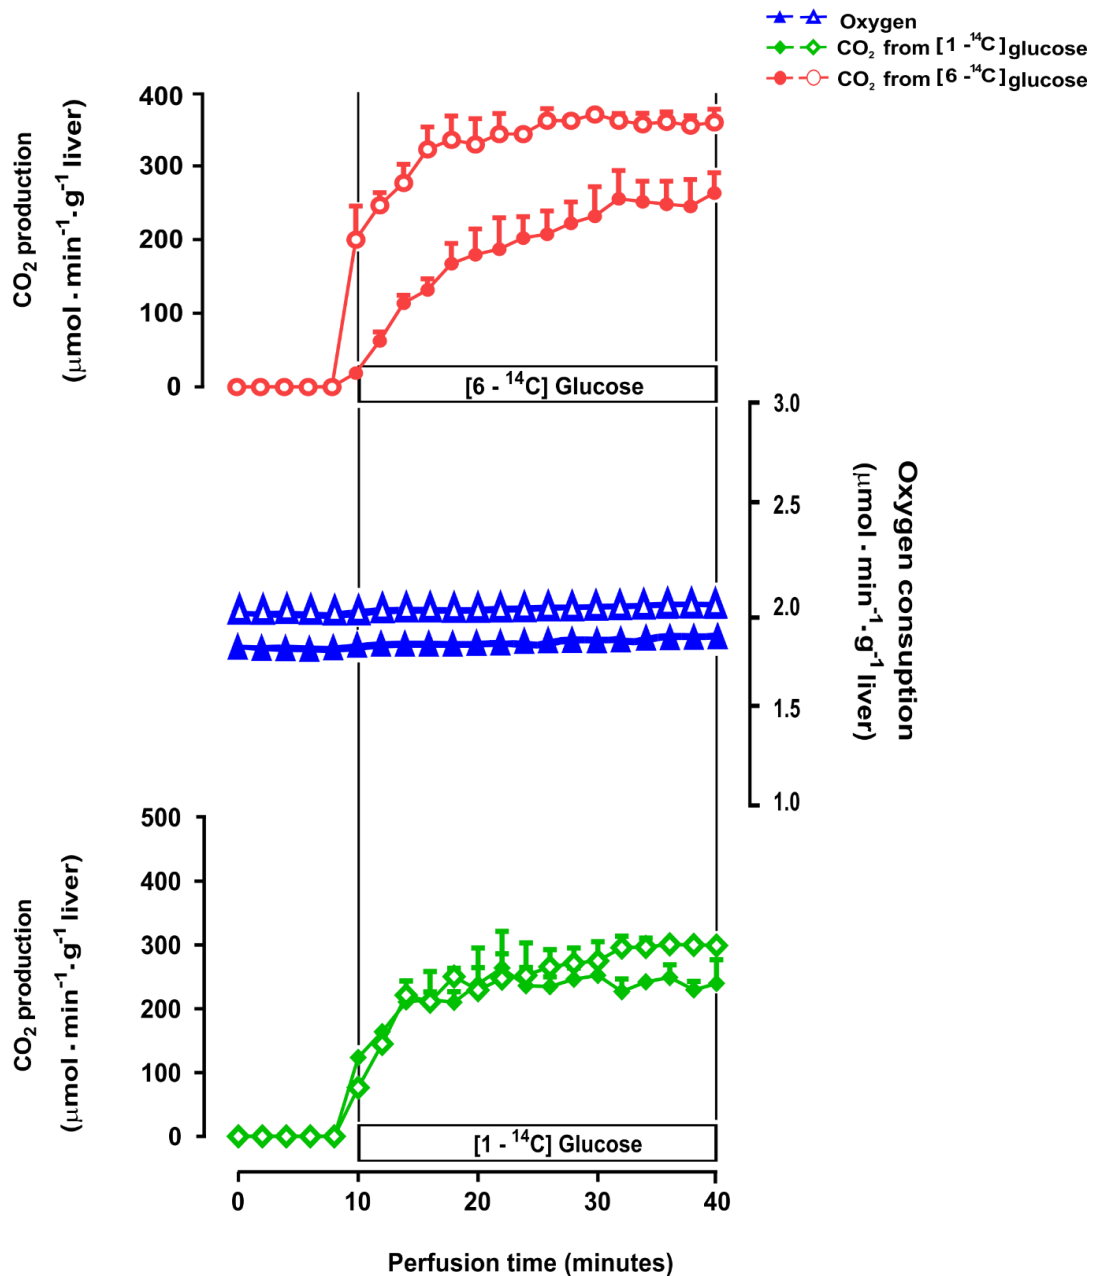 Oxygen
CO₂ from [1 -¹⁴C]glucose
CO₂ from [6 -¹⁴C]glucose
CO₂ production
(μmol · min⁻¹· g⁻¹ liver)
400
300
200
100
0
[6 - ¹⁴C] Glucose
3.0
2.5
2.0
1.5
1.0
Oxygen consuption
(μmol · min⁻¹· g⁻¹ liver)
CO₂ production
(μmol · min⁻¹· g⁻¹ liver)
500
400
300
200
100
0
[1 - ¹⁴C] Glucose
0 10 20 30 40
Perfusion time (minutes)